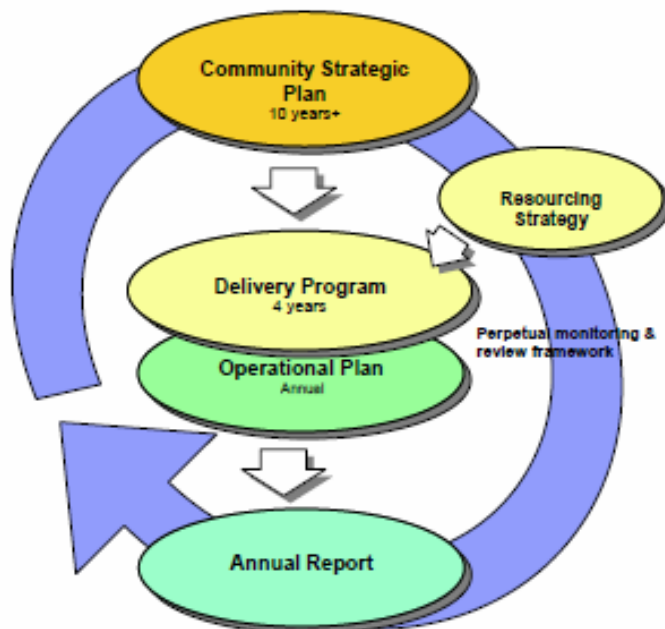 Community Strategic
Plan
10 years+
Resourcing
Strategy
Delivery Program
4 years
Perpetual monitoring &
review framework
Operational Plan
Annual
Annual Report